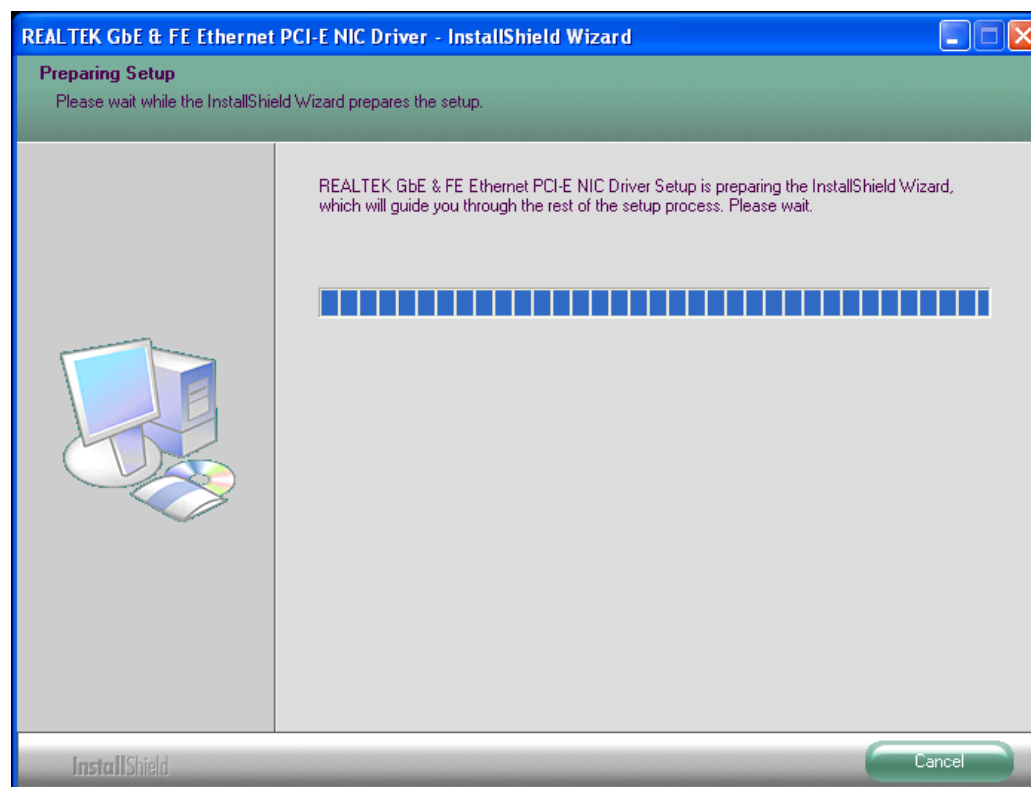 REALTEK GbE & FE Ethernet PCI-E NIC Driver - InstallShield Wizard
Preparing Setup
Please wait while the InstallShield Wizard prepares the setup.
REALTEK GbE & FE Ethernet PCI-E NIC Driver Setup is preparing the InstallShield Wizard,
which will guide you through the rest of the setup process. Please wait.
InstallShield
Cancel